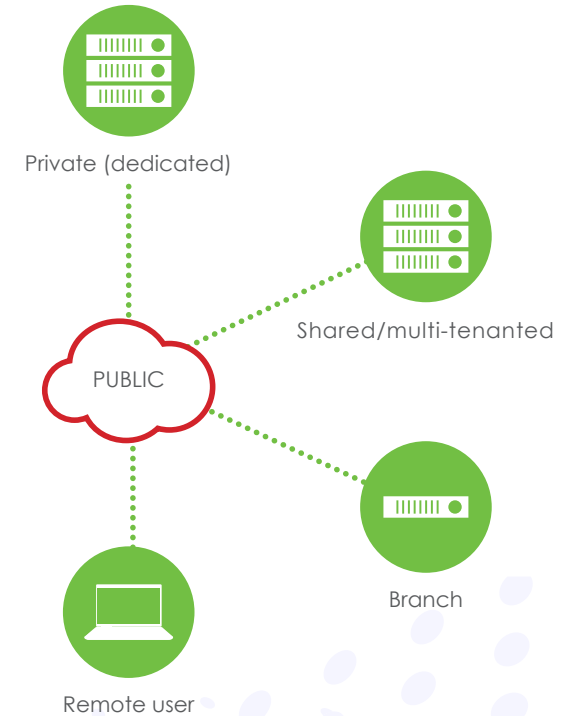 Private (dedicated)
Shared/multi-tenanted
PUBLIC
Branch
Remote user